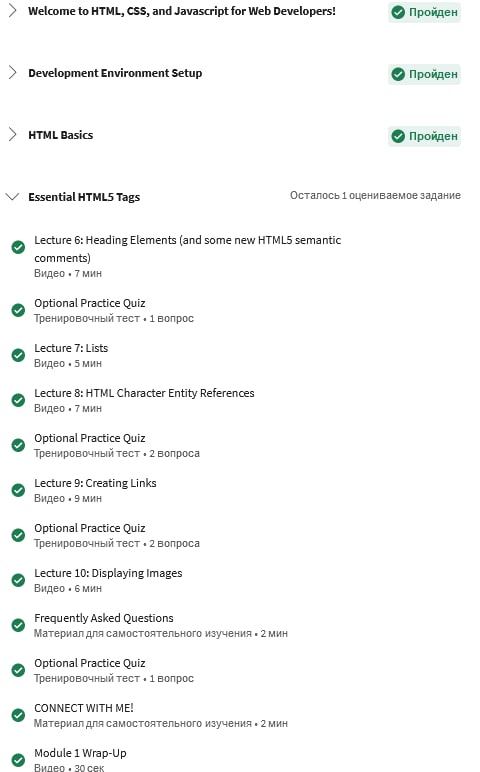 Welcome to HTML, CSS, and Javascript for Web Developers!
Пройден
Development Environment Setup
Пройден
HTML Basics
Пройден
Essential HTML5 Tags
Осталось 1 оцениваемое задание
Lecture 6: Heading Elements (and some new HTML5 semantic
comments)
Видео • 7 мин
Optional Practice Quiz
Тренировочный тест • 1 вопрос
Lecture 7: Lists
Видео • 5 мин
Lecture 8: HTML Character Entity References
Видео • 7 мин
Optional Practice Quiz
Тренировочный тест • 2 вопроса
Lecture 9: Creating Links
Видео • 9 мин
Optional Practice Quiz
Тренировочный тест • 2 вопроса
Lecture 10: Displaying Images
Видео • 6 мин
Frequently Asked Questions
Материал для самостоятельного изучения • 2 мин
Optional Practice Quiz
Тренировочный тест • 1 вопрос
CONNECT WITH ME!
Материал для самостоятельного изучения • 2 мин
Module 1 Wrap-Up
Видео • 30 сек